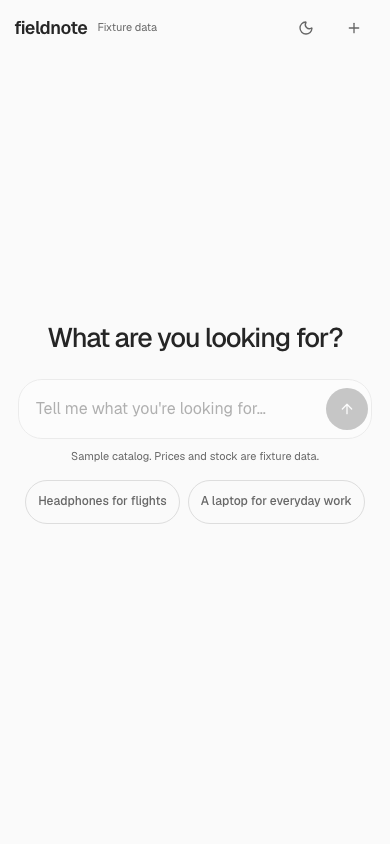 fieldnote Fixture data
What are you looking for?
Tell me what you're looking for...
Sample catalog. Prices and stock are fixture data.
Headphones for flights A laptop for everyday work